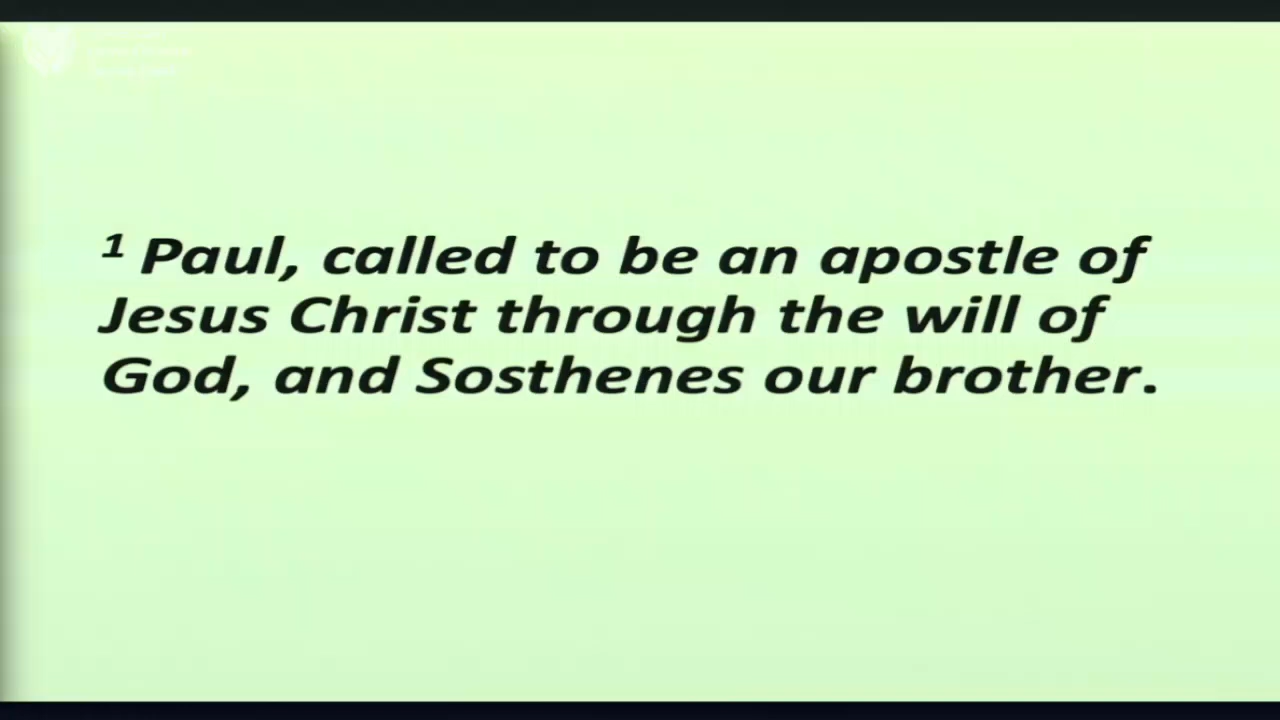 ¹ Paul, called to be an apostle of
Jesus Christ through the will of
God, and Sosthenes our brother.